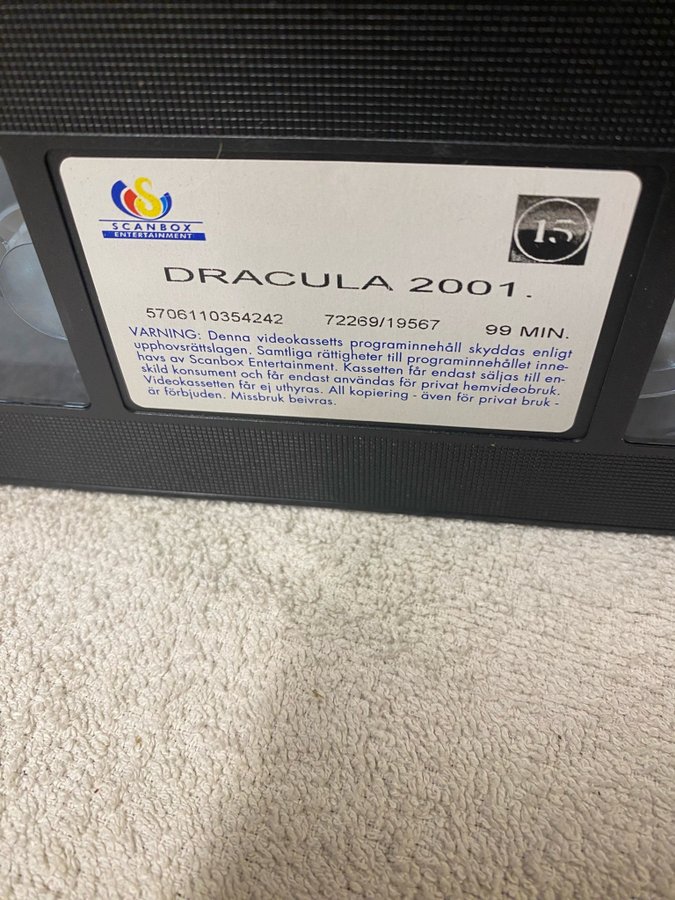 S
SCANBOX
ENTERTAINMENT
15
DRACULA 2001.
5706110354242 72269/19567 99 MIN.
VARNING: Denna videokassetts programinnehåll skyddas enligt
upphovsrättslagen. Samtliga rättigheter till programinnehållet inne-
havs av Scanbox Entertainment. Kassetten får endast säljas till en-
skild konsument och får endast användas för privat hemvideobruk.
Videokassetten får ej uthyras. All kopiering - även för privat bruk -
är förbjuden. Missbruk beivras.